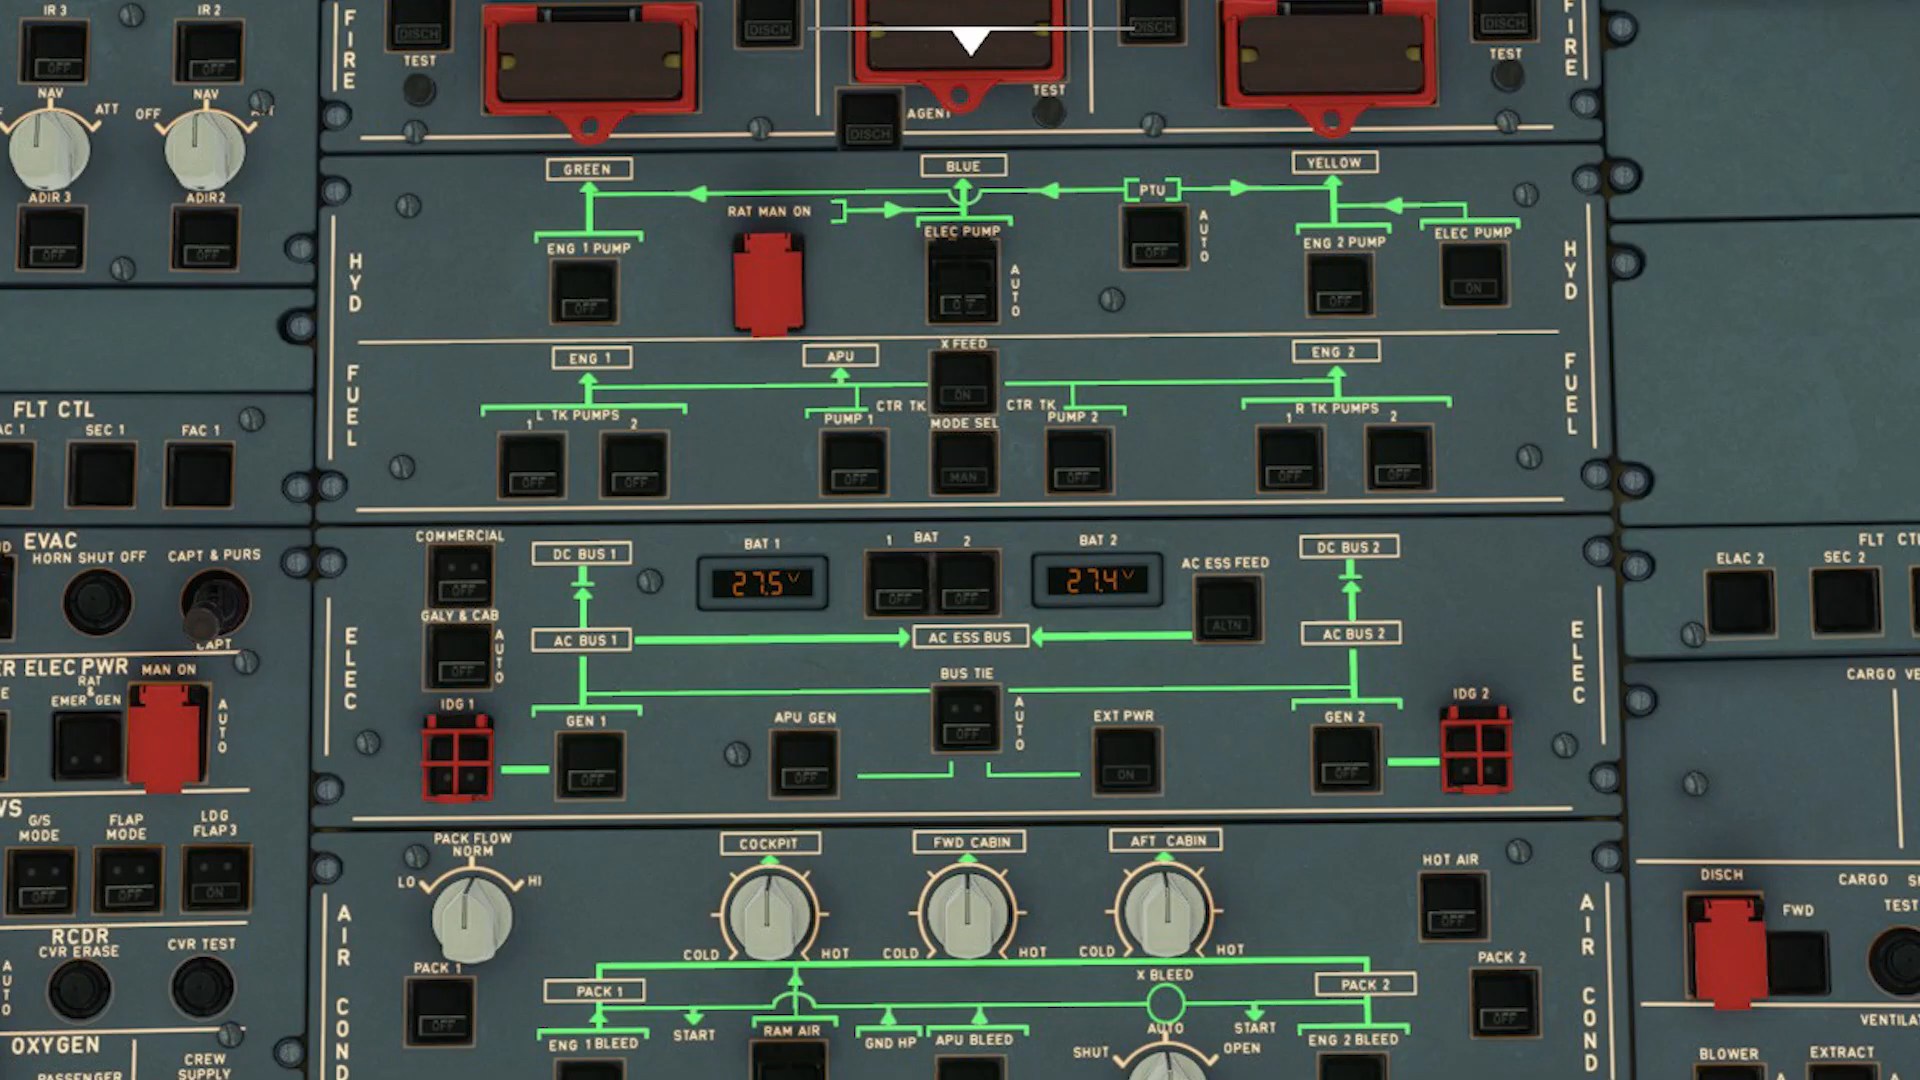 IR 3
OFF
NAV
ATT
ADIR 3
IR 2
OFF
NAV
OFF
ADIR2
FIRE
DISCH
TEST
DISCH
AGENT
DISCH
TEST
DISCH
DISCH
TEST
FIRE
HYD
GREEN
ENG 1 PUMP
OFF
RAT MAN ON
BLUE
ELEC PUMP
AUTO
PTU
OFF
AUTO
YELLOW
ENG 2 PUMP
OFF
ELEC PUMP
ON
HYD
FUEL
ENG 1
L TK PUMPS
1
2
OFF
OFF
APU
PUMP 1
CTR TK
OFF
X FEED
ON
MODE SEL
MAN
CTR TK
PUMP 2
OFF
ENG 2
R TK PUMPS
1
2
OFF
OFF
FUEL
FLT CTL
SEC 1
FAC 1
EVAC
HORN SHUT OFF
CAPT & PURS
CAPT
ELEC PWR
RAT
&
EMER GEN
MAN ON
AUTO
G/S
MODE
OFF
FLAP
MODE
OFF
LDG
FLAP 3
ON
RCDR
CVR ERASE
CVR TEST
AUTO
OXYGEN
PASSENGER
CREW
SUPPLY
ELEC
COMMERCIAL
OFF
GALY & CAB
OFF
AUTO
DC BUS 1
AC BUS 1
BAT 1
27.5 V
1 BAT 2
OFF
OFF
BAT 2
27.4 V
AC ESS FEED
ALTN
AC ESS BUS
DC BUS 2
AC BUS 2
IDG 1
GEN 1
OFF
APU GEN
OFF
BUS TIE
OFF
AUTO
EXT PWR
ON
GEN 2
OFF
IDG 2
ELEC
AIR COND
PACK FLOW
NORM
LO
HI
PACK 1
OFF
COCKPIT
COLD
HOT
FWD CABIN
COLD
HOT
AFT CABIN
COLD
HOT
HOT AIR
OFF
PACK 2
OFF
PACK 1
ENG 1 BLEED
START
RAM AIR
GND HP
APU BLEED
X BLEED
AUTO
SHUT
OPEN
START
PACK 2
ENG 2 BLEED
AIR COND
ELAC 2
SEC 2
DISCH
CARGO
FWD
TEST
BLOWER
EXTRACT